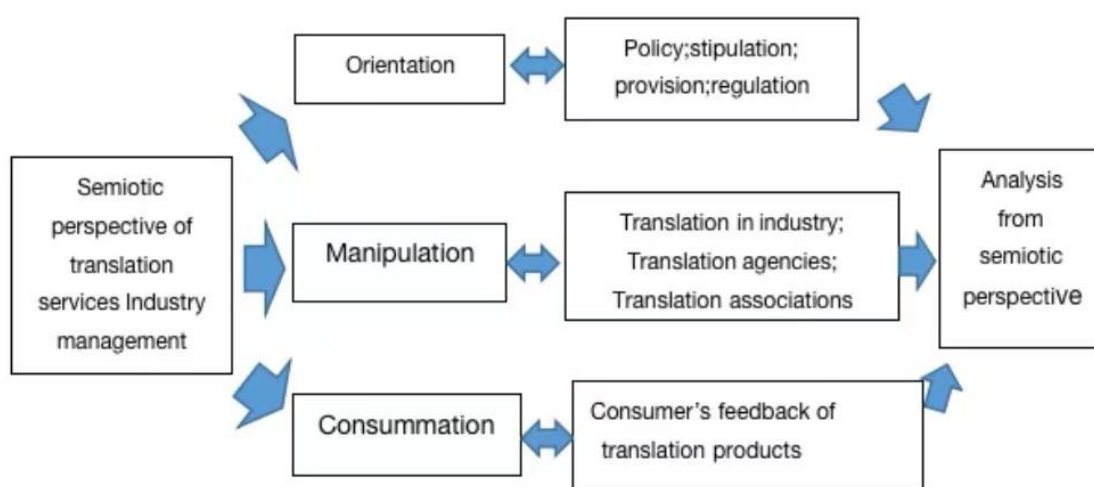 Semiotic
perspective of
translation
services Industry
management
Orientation
Policy;stipulation;
provision;regulation
Manipulation
Translation in industry;
Translation agencies;
Translation associations
Consummation
Consumer's feedback of
translation products
Analysis
from
semiotic
perspective